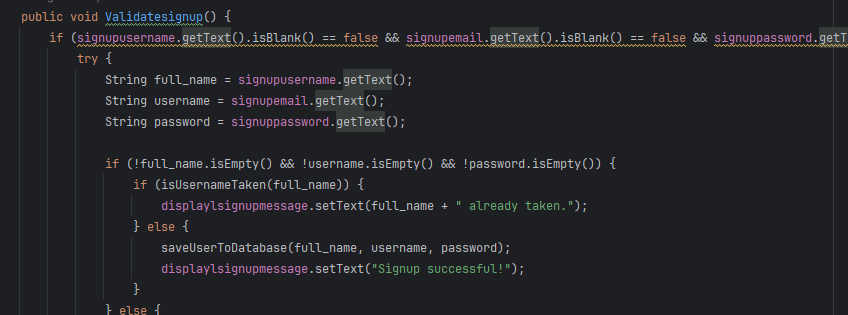 public void Validatesignup() {
if (signupusername.getText().isBlank() == false && signupemail.getText().isBlank() == false && signuppassword.getT
try {
String full_name = signupusername.getText();
String username = signupemail.getText();
String password = signuppassword.getText();
if (!full_name.isEmpty() && !username.isEmpty() && !password.isEmpty()) {
if (isUsernameTaken(full_name)) {
displaylsignupmessage.setText(full_name + " already taken.");
} else {
saveUserToDatabase(full_name, username, password);
displaylsignupmessage.setText("Signup successful!");
}
} else {